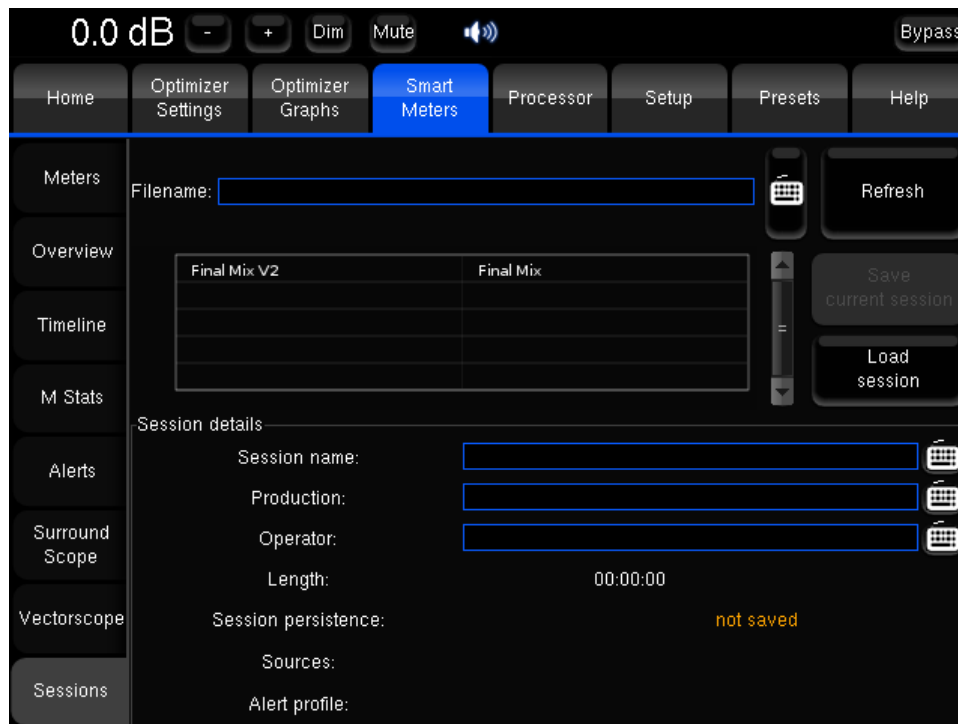 0.0 dB - + Dim Mute Bypass
Home Optimizer Settings Optimizer Graphs Smart Meters Processor Setup Presets Help
Meters
Filename:
Refresh
Overview
Final Mix V2 Final Mix
Save
current session
Timeline
Load
session
M Stats
Session details
Session name:
Alerts
Production:
Surround
Scope
Operator:
Length: 00:00:00
Vectorscope
Session persistence: not saved
Sources:
Sessions
Alert profile: